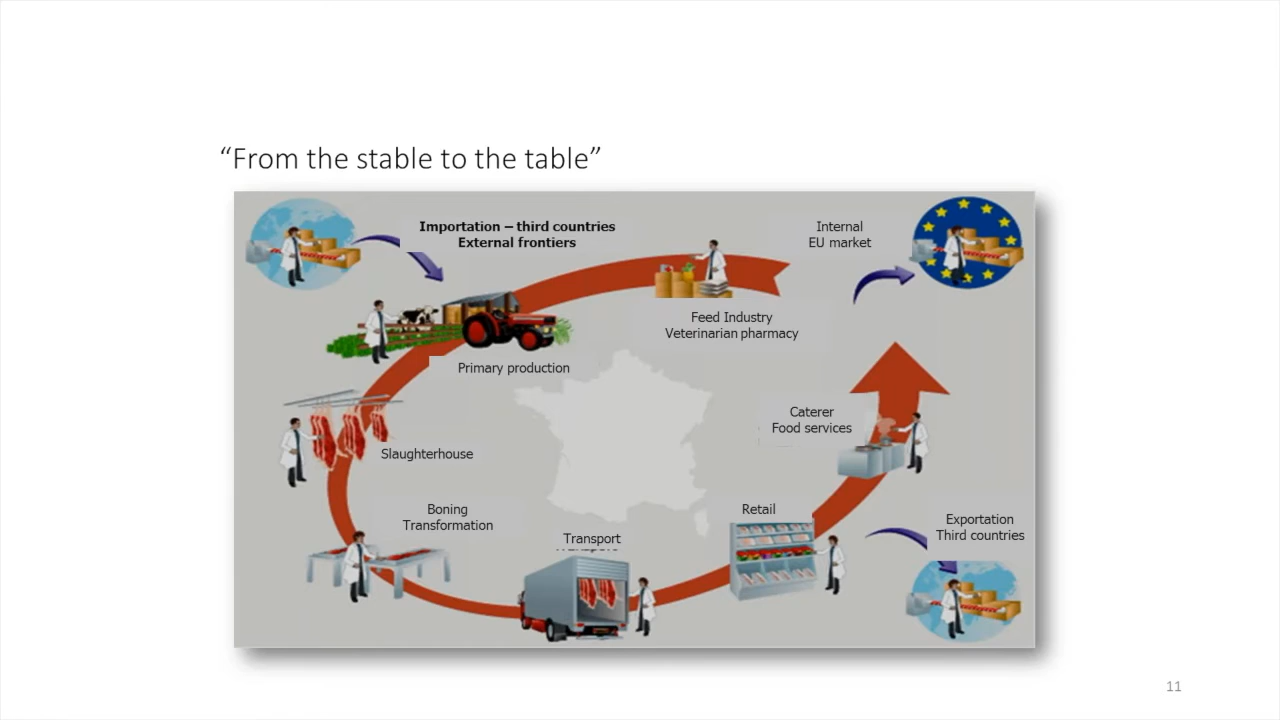 “From the stable to the table”
Importation – third countries
External frontiers
Internal
EU market
Feed Industry
Veterinarian pharmacy
Primary production
Caterer
Food services
Slaughterhouse
Boning
Transformation
Retail
Transport
Exportation
Third countries
11